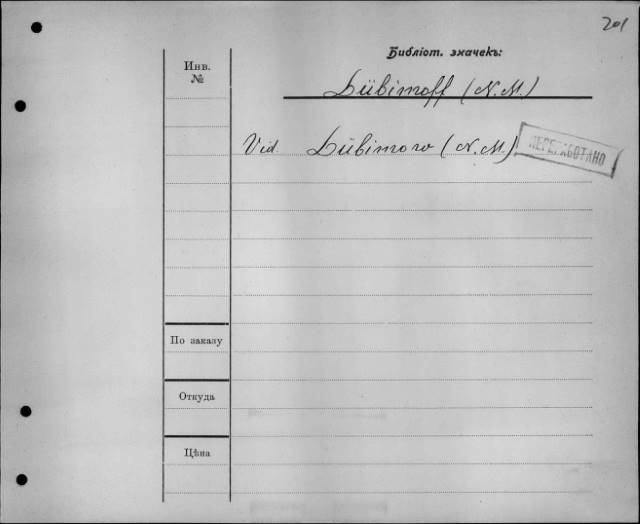 201
Библіот. значекъ:
Инв.
№
Lübimoff (N. M.)
Vid. Lübimow (N. M.)
ПЕРЕРАБОТАНО
По заказу
Откуда
Цѣна